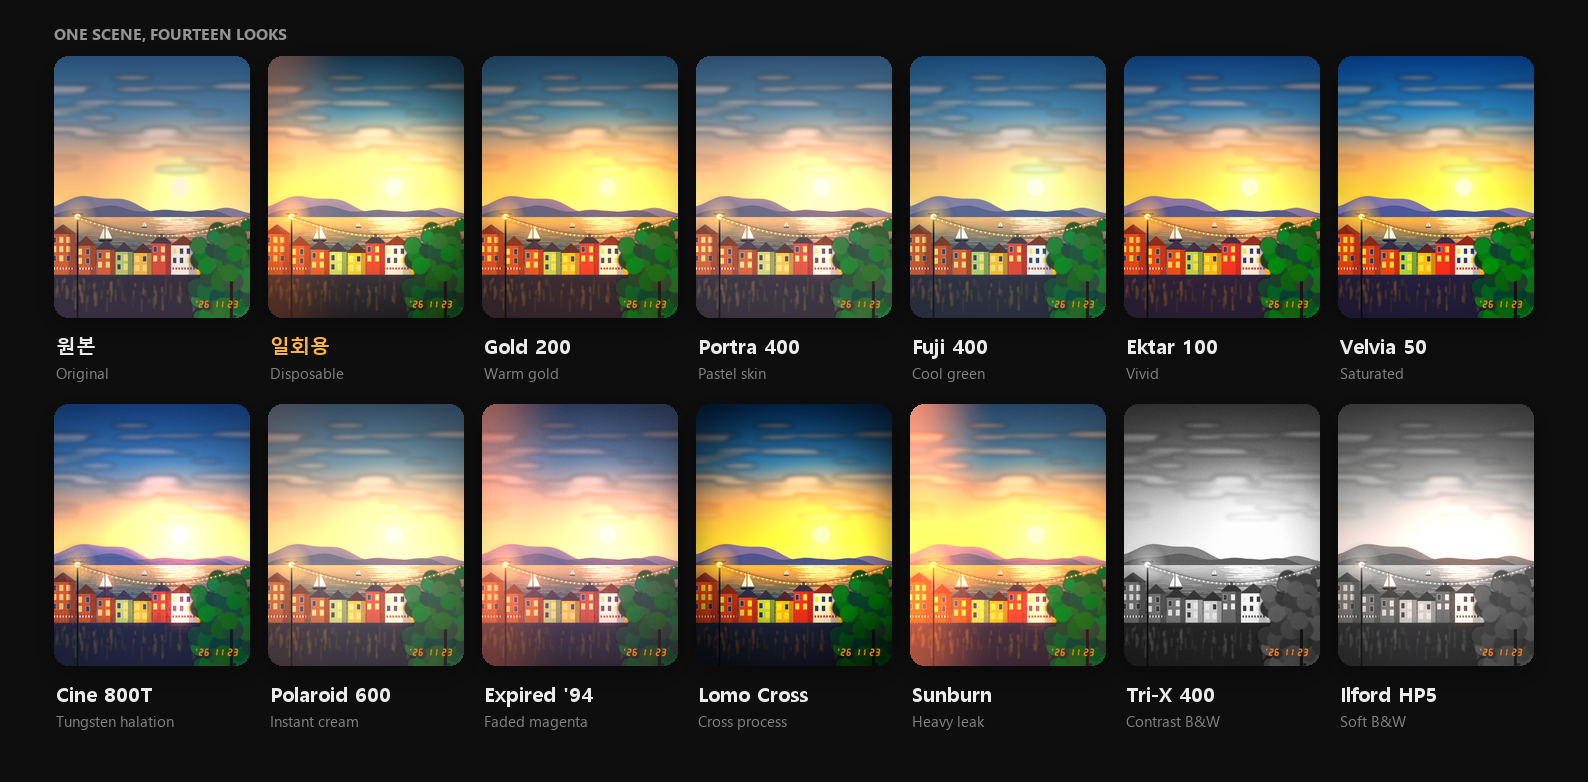 ONE SCENE, FOURTEEN LOOKS
'26 11 23
'26 11 23
'26 11 23
'26 11 23
'26 11 23
'26 11 23
'26 11 23
원본
일회용
Gold 200
Portra 400
Fuji 400
Ektar 100
Velvia 50
Original
Disposable
Warm gold
Pastel skin
Cool green
Vivid
Saturated
'26 11 23
'26 11 23
'26 11 23
'26 11 23
'26 11 23
'26 11 23
'26 11 23
Cine 800T
Polaroid 600
Expired '94
Lomo Cross
Sunburn
Tri-X 400
Ilford HP5
Tungsten halation
Instant cream
Faded magenta
Cross process
Heavy leak
Contrast B&W
Soft B&W